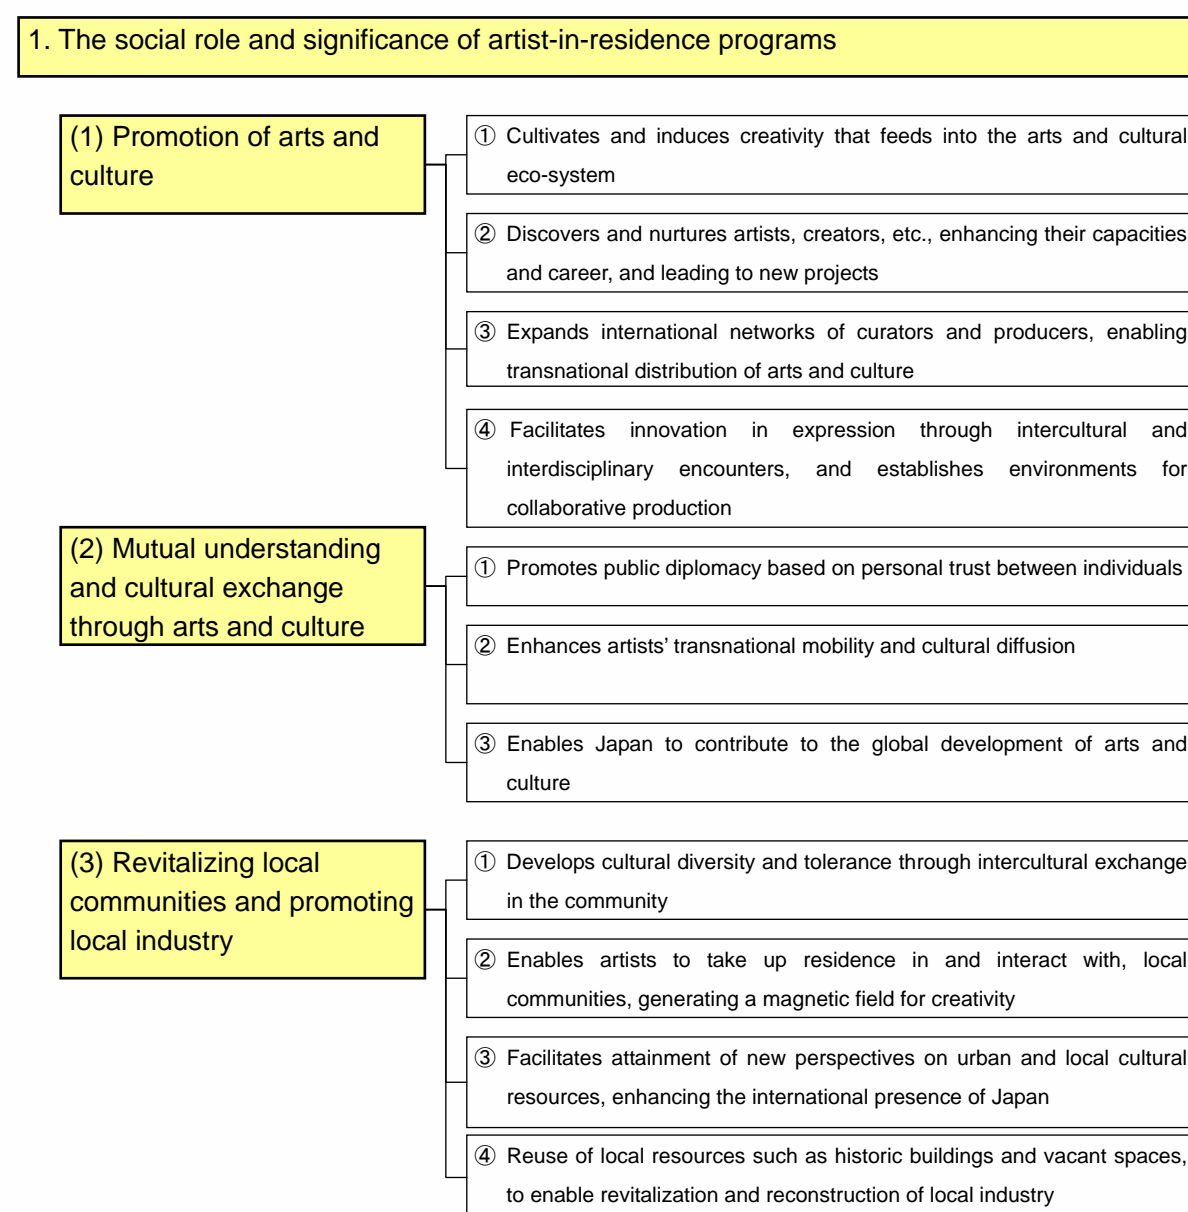 1. The social role and significance of artist-in-residence programs
(1) Promotion of arts and
culture
① Cultivates and induces creativity that feeds into the arts and cultural
eco-system
② Discovers and nurtures artists, creators, etc., enhancing their capacities
and career, and leading to new projects
③ Expands international networks of curators and producers, enabling
transnational distribution of arts and culture
④ Facilitates innovation in expression through intercultural and
interdisciplinary encounters, and establishes environments for
collaborative production
(2) Mutual understanding
and cultural exchange
through arts and culture
① Promotes public diplomacy based on personal trust between individuals
② Enhances artists’ transnational mobility and cultural diffusion
③ Enables Japan to contribute to the global development of arts and
culture
(3) Revitalizing local
communities and promoting
local industry
① Develops cultural diversity and tolerance through intercultural exchange
in the community
② Enables artists to take up residence in and interact with, local
communities, generating a magnetic field for creativity
③ Facilitates attainment of new perspectives on urban and local cultural
resources, enhancing the international presence of Japan
④ Reuse of local resources such as historic buildings and vacant spaces,
to enable revitalization and reconstruction of local industry